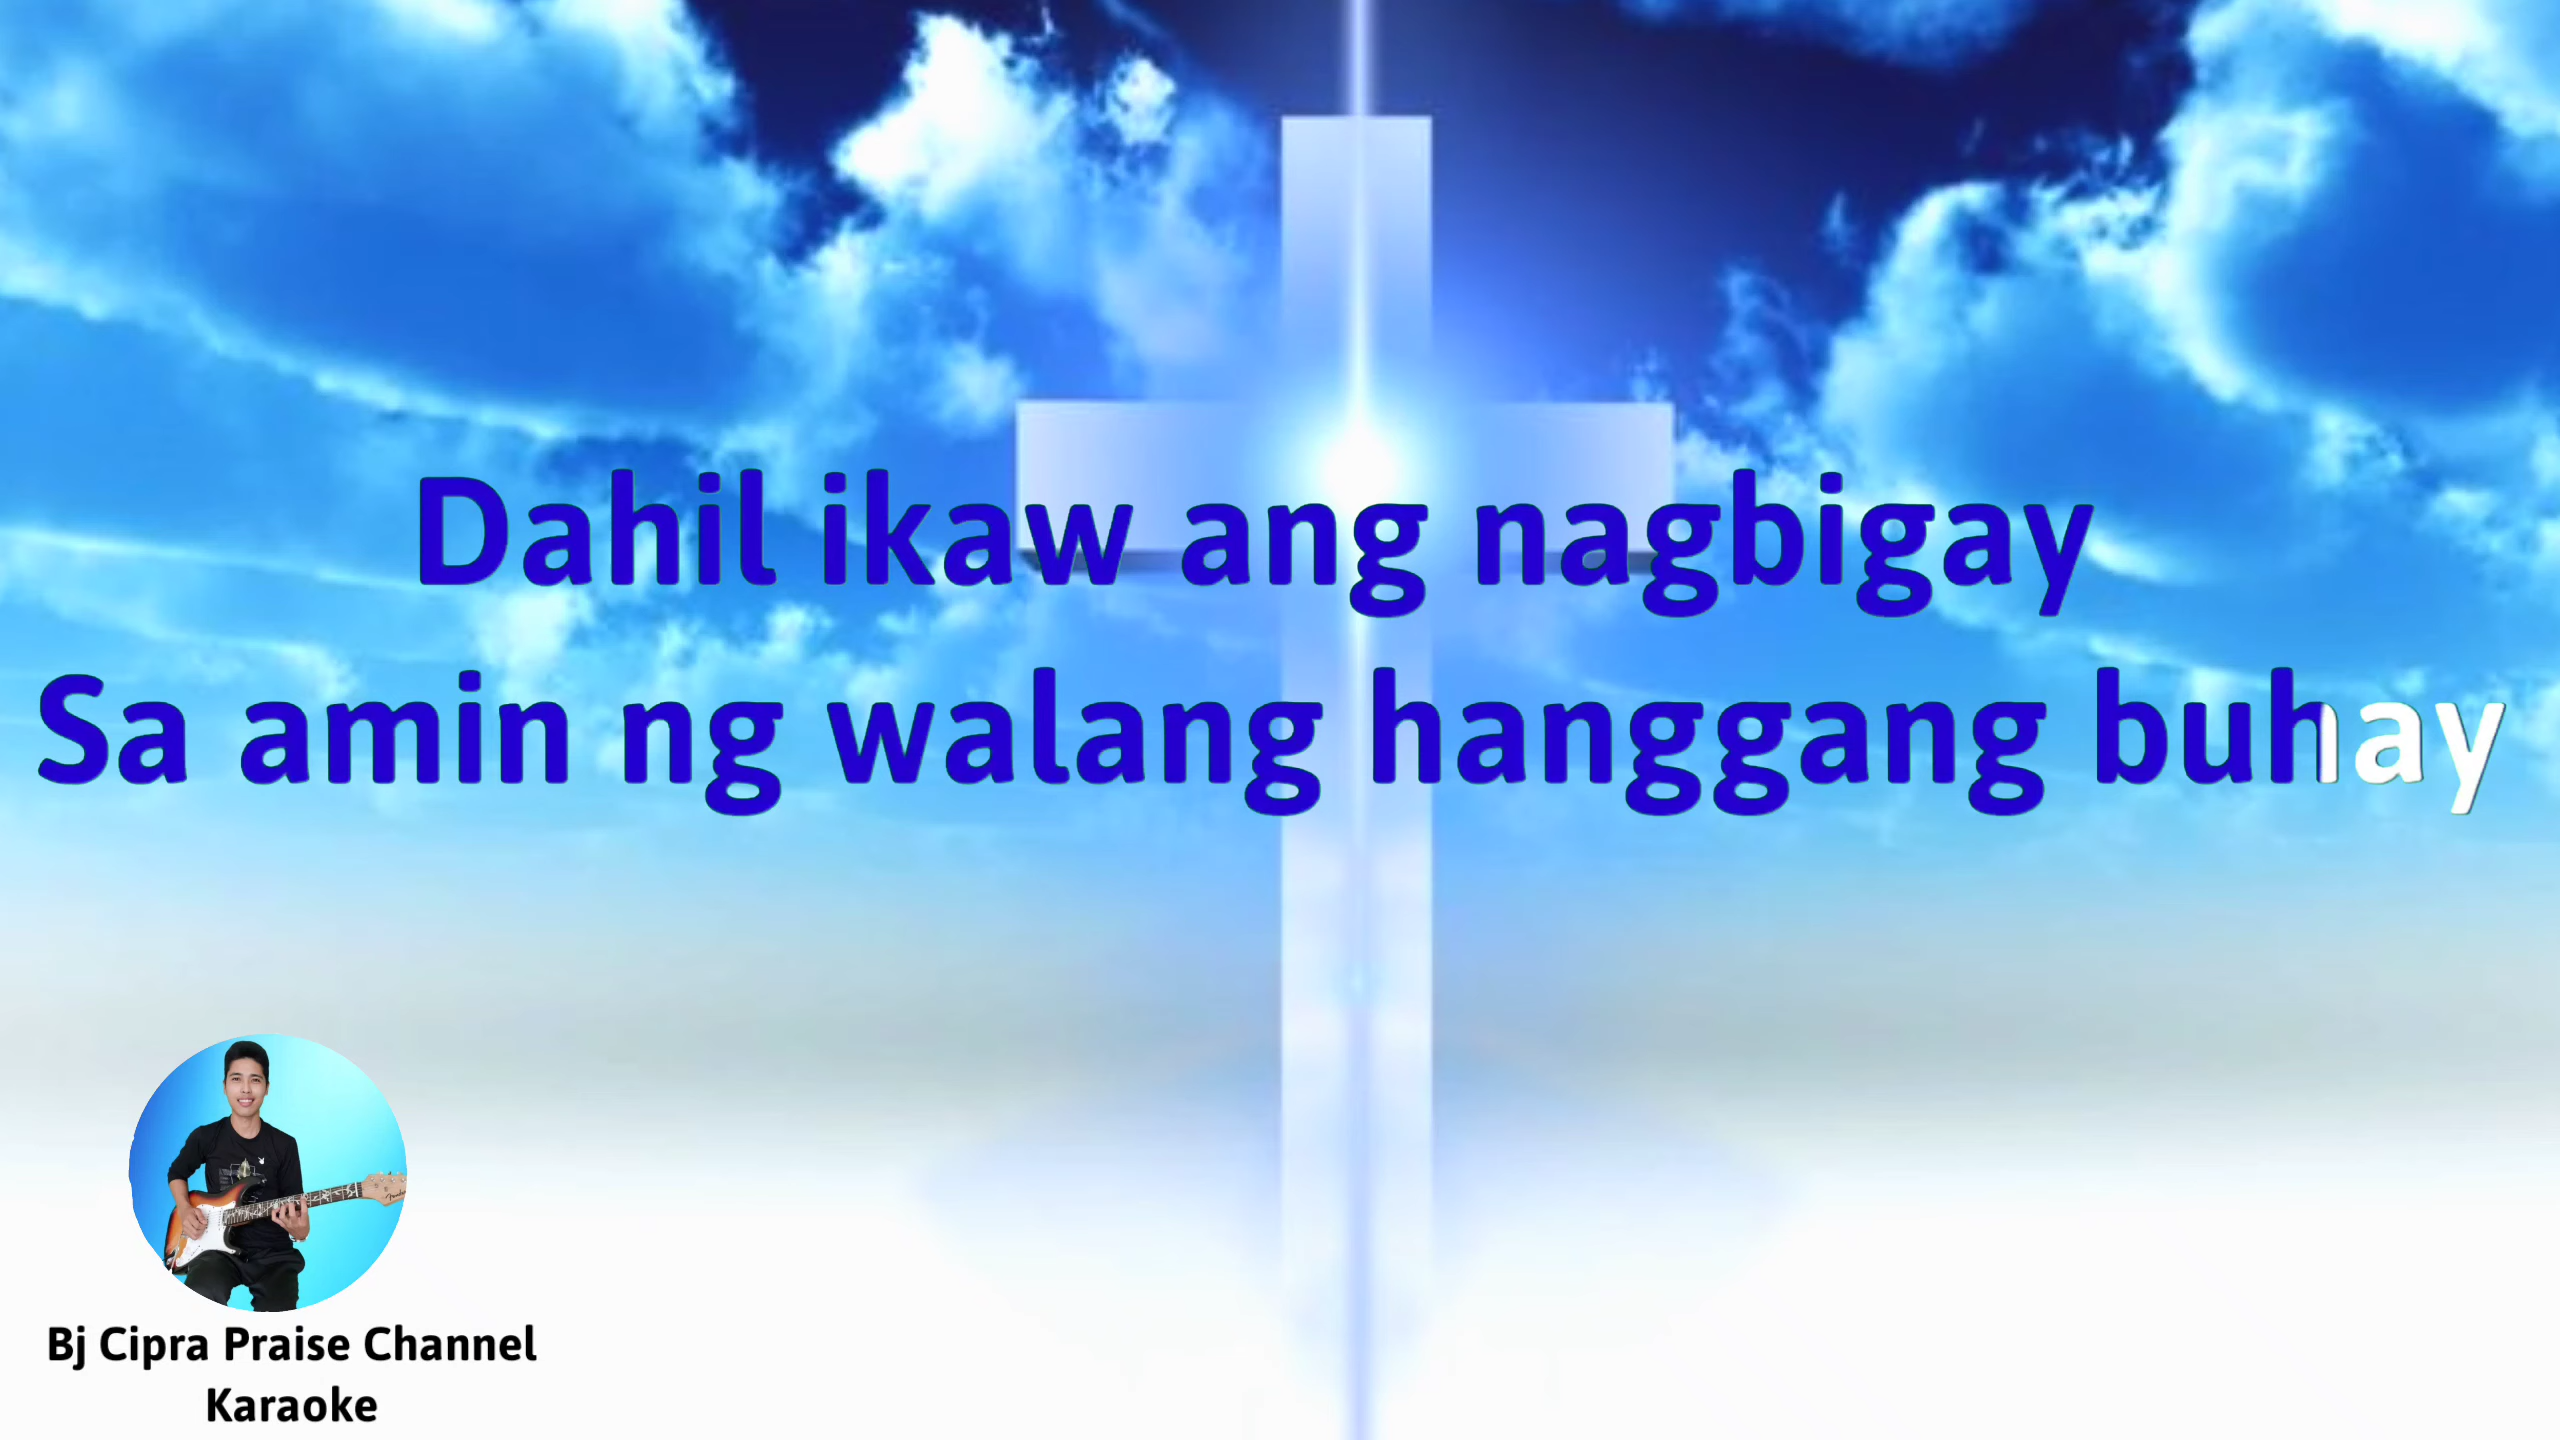 Dahil ikaw ang nagbigay
Sa amin ng walang hanggang buhay
Bj Cipra Praise Channel
Karaoke